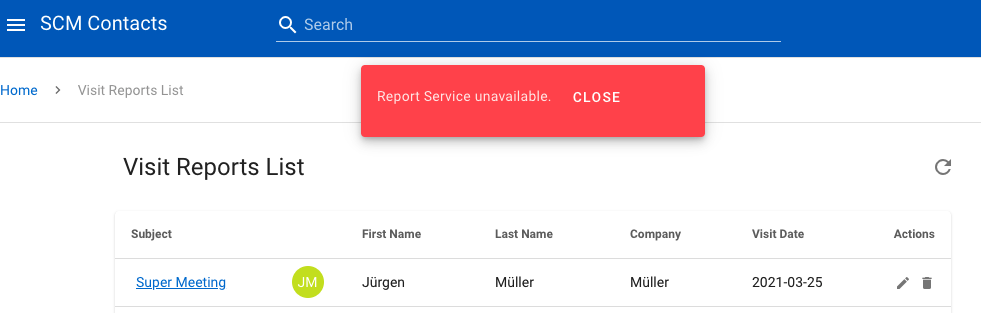 SCM Contacts
Search
Home > Visit Reports List
Report Service unavailable. CLOSE
Visit Reports List
Subject First Name Last Name Company Visit Date Actions
Super Meeting JM Jürgen Müller Müller 2021-03-25